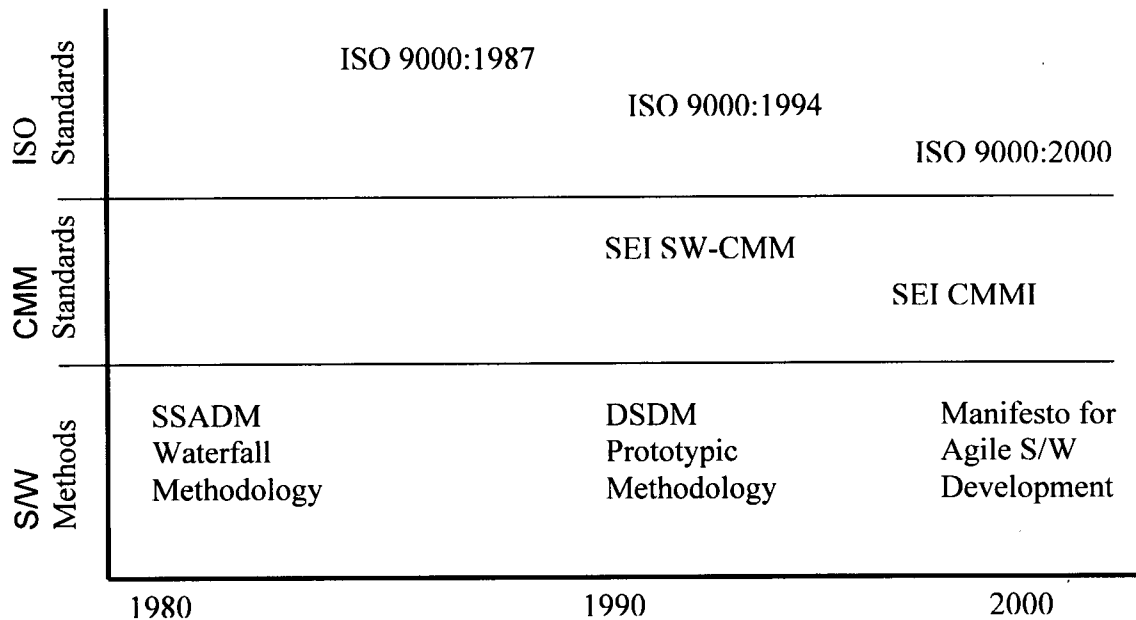 ISO
Standards
ISO 9000:1987
ISO 9000:1994
ISO 9000:2000
CMM
Standards
SEI SW-CMM
SEI CMMI
S/W
Methods
SSADM
Waterfall
Methodology
DSDM
Prototypic
Methodology
Manifesto for
Agile S/W
Development
1980
1990
2000